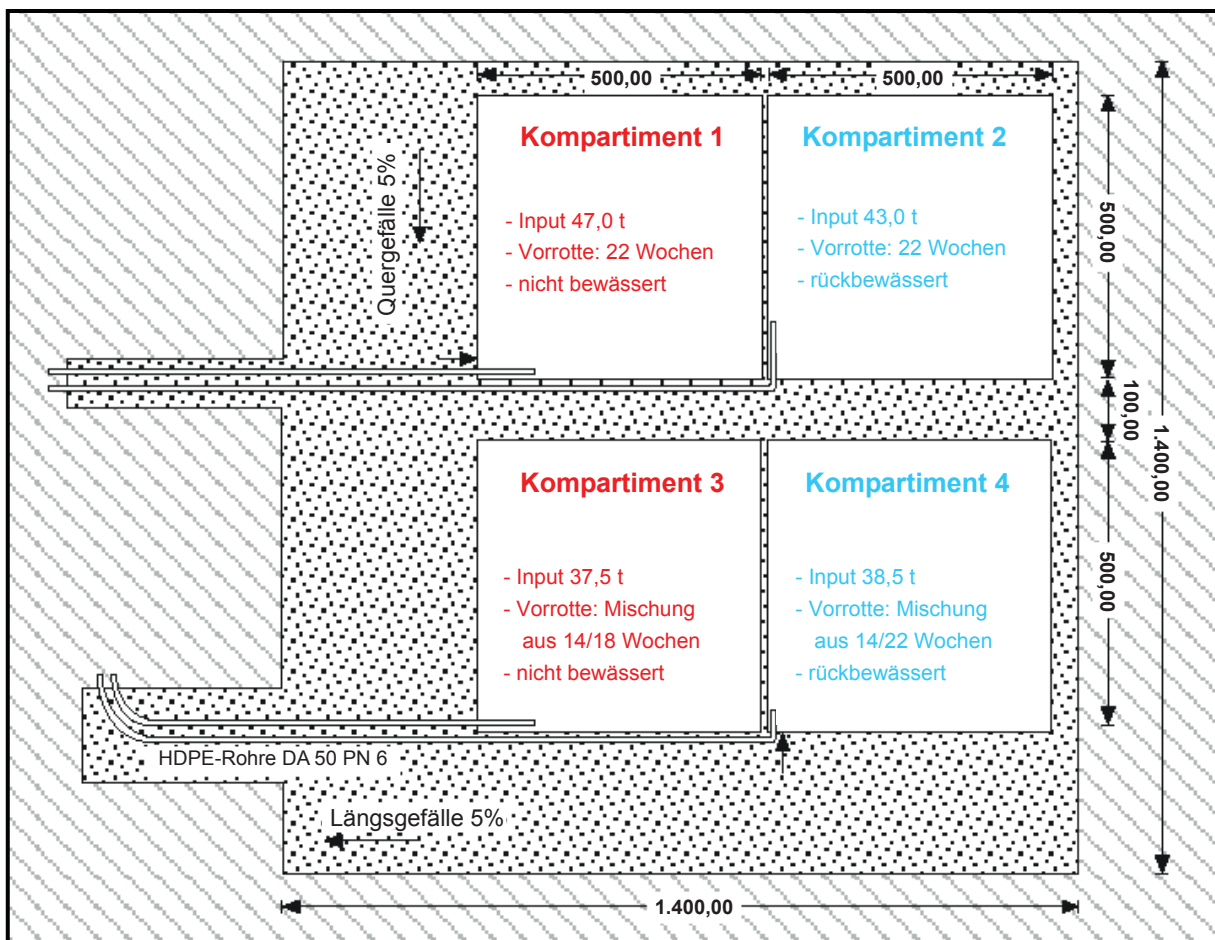 500,00
500,00
Kompartiment 1
- Input 47,0 t
- Vorrotte: 22 Wochen
- nicht bewässert
Kompartiment 2
- Input 43,0 t
- Vorrotte: 22 Wochen
- rückbewässert
Quergefälle 5%
500,00
100,00
1.400,00
500,00
Kompartiment 3
- Input 37,5 t
- Vorrotte: Mischung
aus 14/18 Wochen
- nicht bewässert
Kompartiment 4
- Input 38,5 t
- Vorrotte: Mischung
aus 14/22 Wochen
- rückbewässert
HDPE-Rohre DA 50 PN 6
Längsgefälle 5%
1.400,00